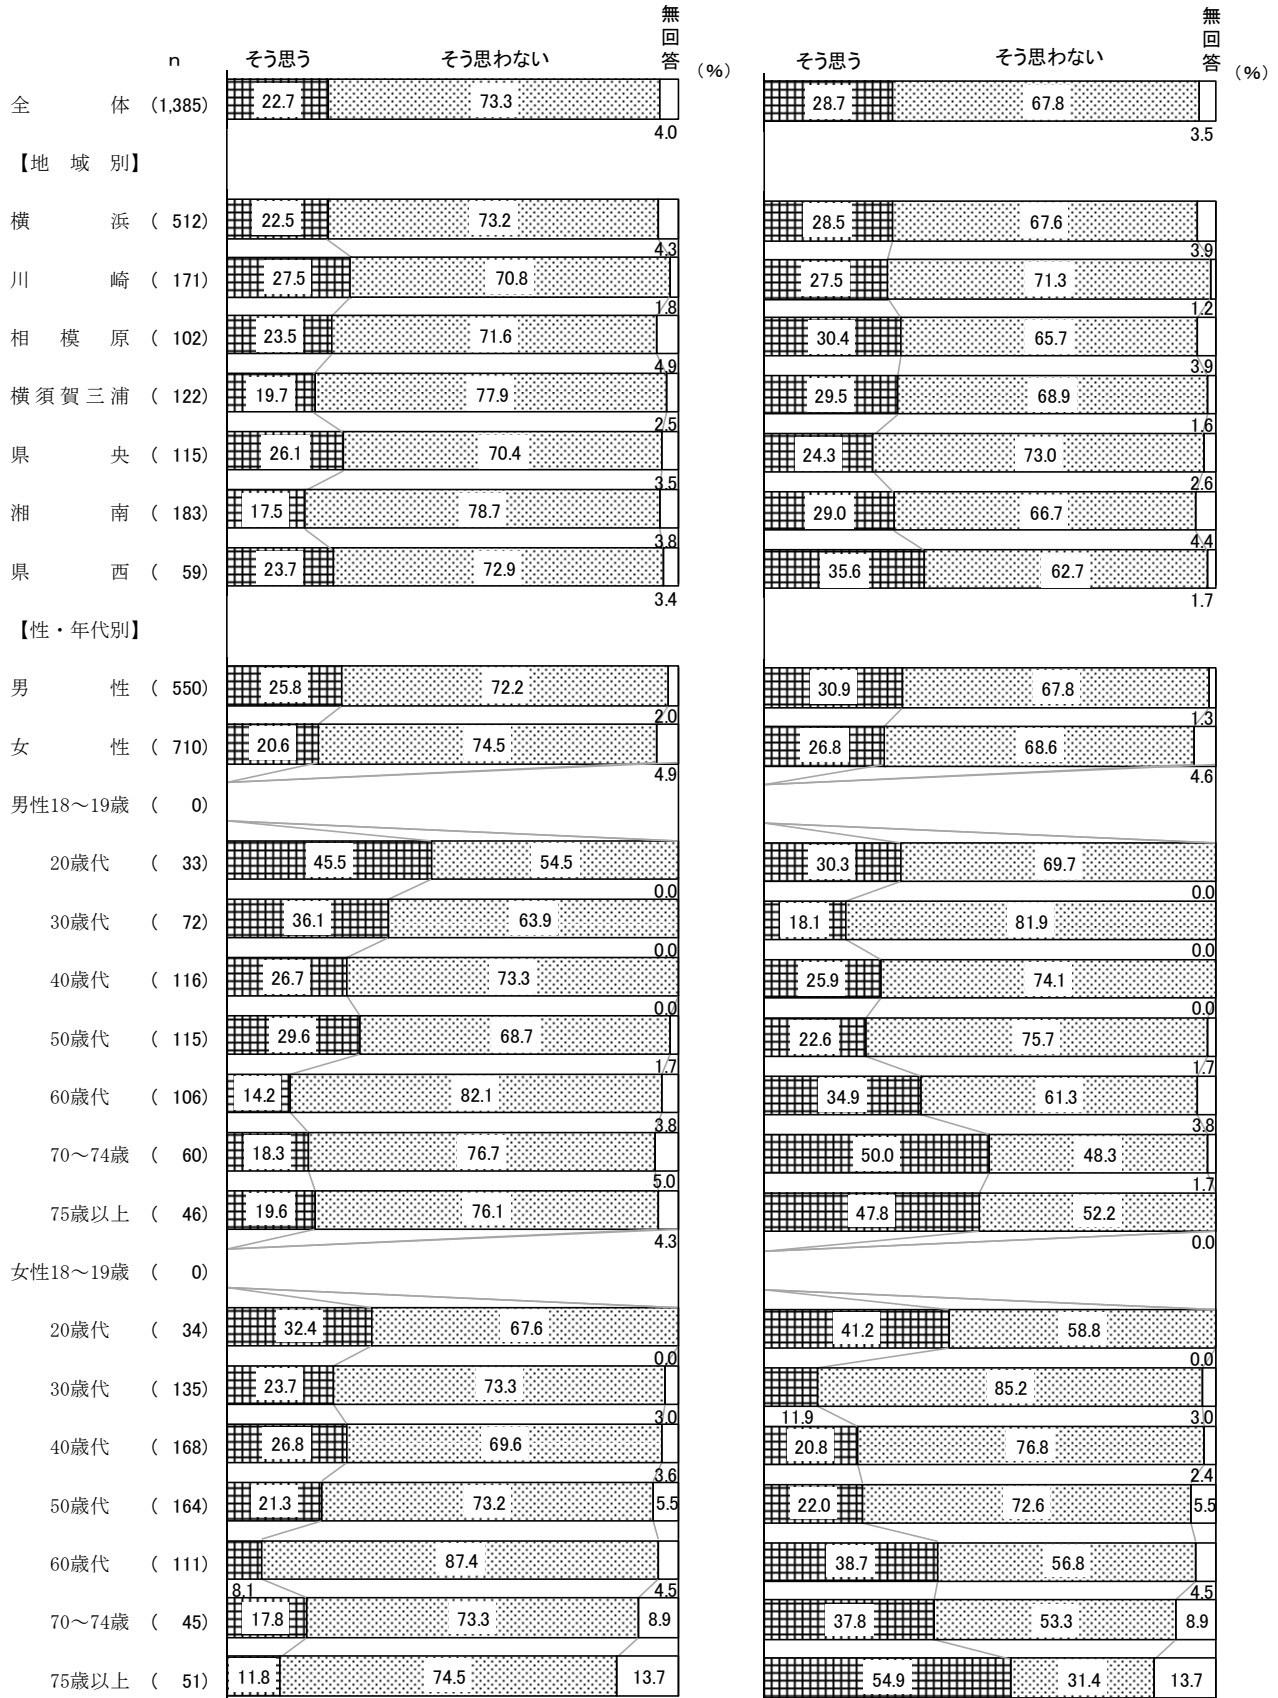 無回答 無回答
n そう思う そう思わない (%) そう思う そう思わない (%)
全体 (1,385) 22.7 73.3 4.0 28.7 67.8 3.5
【地域別】
横浜 (512) 22.5 73.2 4.3 28.5 67.6 3.9
川崎 (171) 27.5 70.8 1.8 27.5 71.3 1.2
相模原 (102) 23.5 71.6 4.9 30.4 65.7 3.9
横須賀三浦 (122) 19.7 77.9 2.5 29.5 68.9 1.6
県央 (115) 26.1 70.4 3.5 24.3 73.0 2.6
湘南 (183) 17.5 78.7 3.8 29.0 66.7 4.4
県西 (59) 23.7 72.9 3.4 35.6 62.7 1.7
【性・年代別】
男性 (550) 25.8 72.2 2.0 30.9 67.8 1.3
女性 (710) 20.6 74.5 4.9 26.8 68.6 4.6
男性18～19歳 (0)
20歳代 (33) 45.5 54.5 0.0 30.3 69.7 0.0
30歳代 (72) 36.1 63.9 0.0 18.1 81.9 0.0
40歳代 (116) 26.7 73.3 0.0 25.9 74.1 0.0
50歳代 (115) 29.6 68.7 1.7 22.6 75.7 1.7
60歳代 (106) 14.2 82.1 3.8 34.9 61.3 3.8
70～74歳 (60) 18.3 76.7 5.0 50.0 48.3 1.7
75歳以上 (46) 19.6 76.1 4.3 47.8 52.2 0.0
女性18～19歳 (0)
20歳代 (34) 32.4 67.6 0.0 41.2 58.8 0.0
30歳代 (135) 23.7 73.3 3.0 11.9 85.2 3.0
40歳代 (168) 26.8 69.6 3.6 20.8 76.8 2.4
50歳代 (164) 21.3 73.2 5.5 22.0 72.6 5.5
60歳代 (111) 8.1 87.4 4.5 38.7 56.8 4.5
70～74歳 (45) 17.8 73.3 8.9 37.8 53.3 8.9
75歳以上 (51) 11.8 74.5 13.7 54.9 31.4 13.7